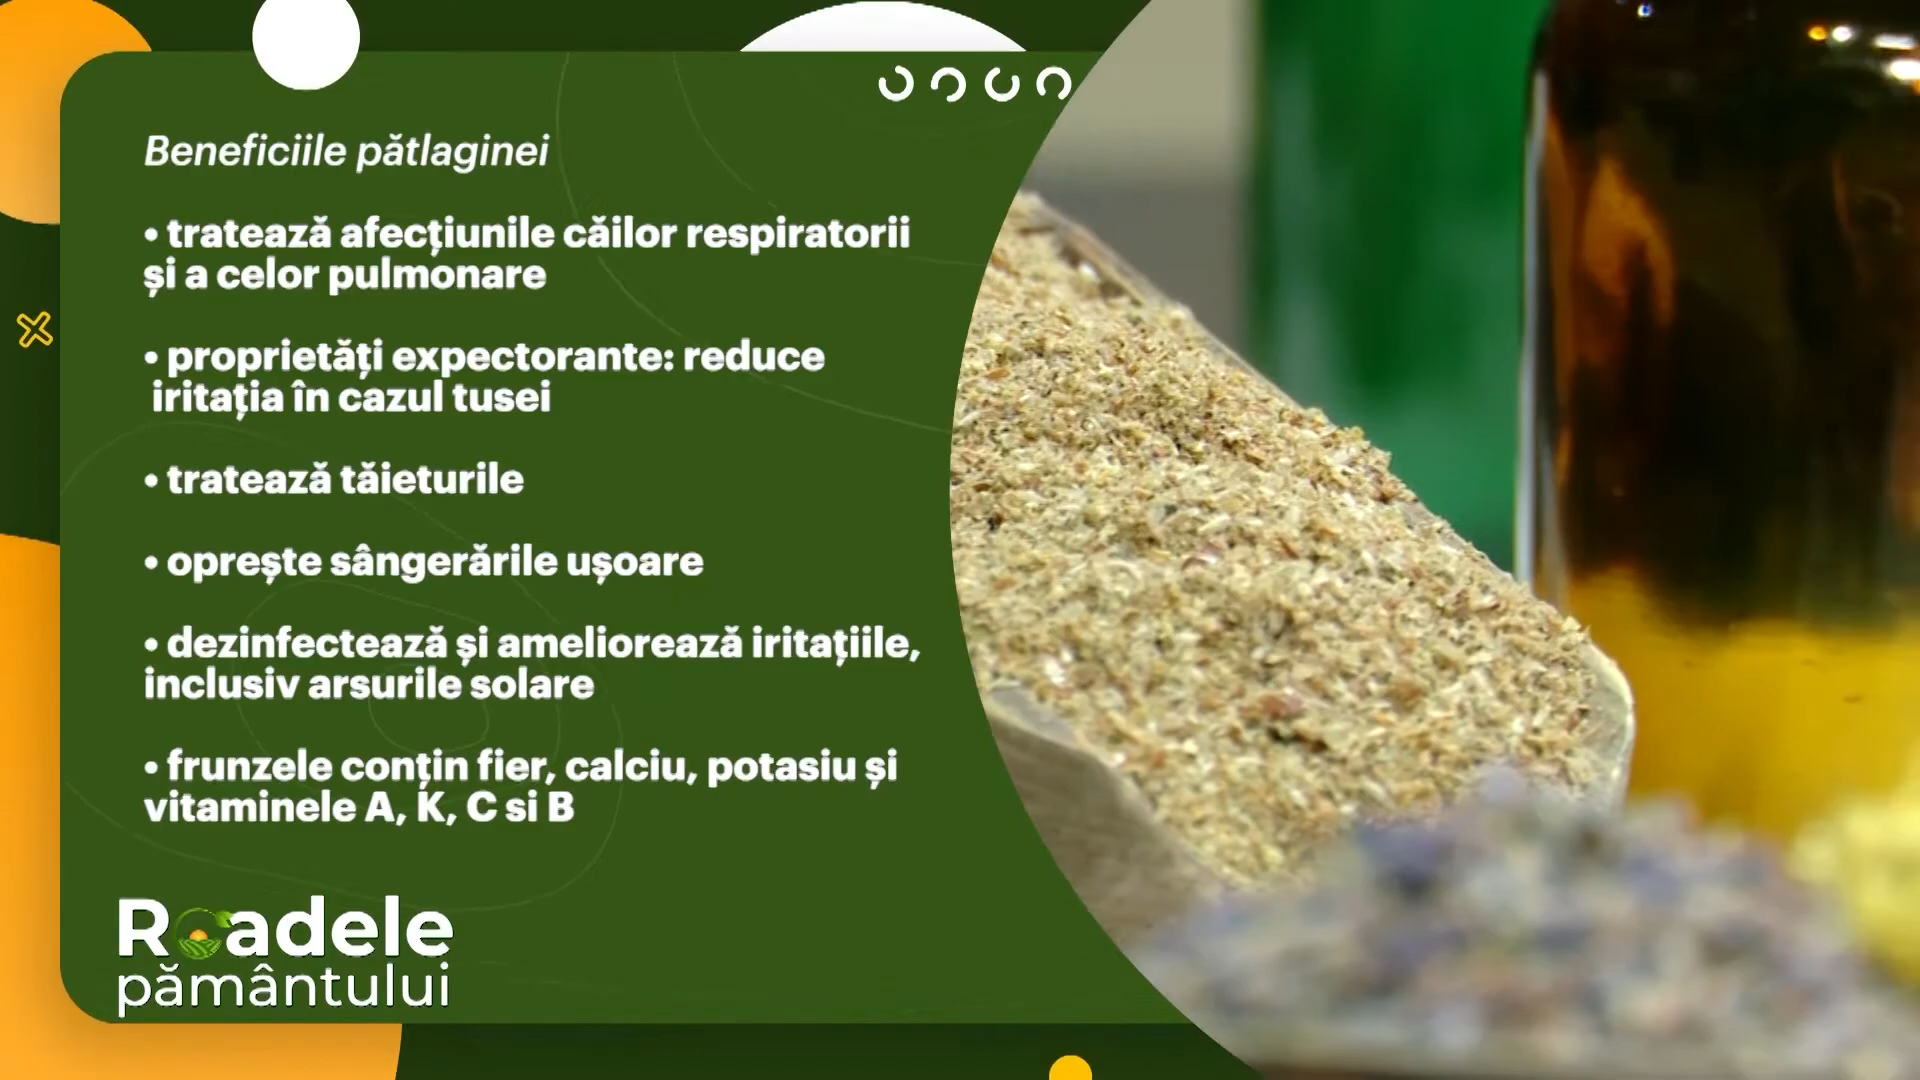 Beneficiile pătlaginei
• tratează afecțiunile căilor respiratorii
și a celor pulmonare
• proprietăți expectorante: reduce
iritația în cazul tusei
• tratează tăieturile
• oprește sângerările ușoare
• dezinfectează și ameliorează iritațiile,
inclusiv arsurile solare
• frunzele conțin fier, calciu, potasiu și
vitaminele A, K, C si B
Roadele
pământului